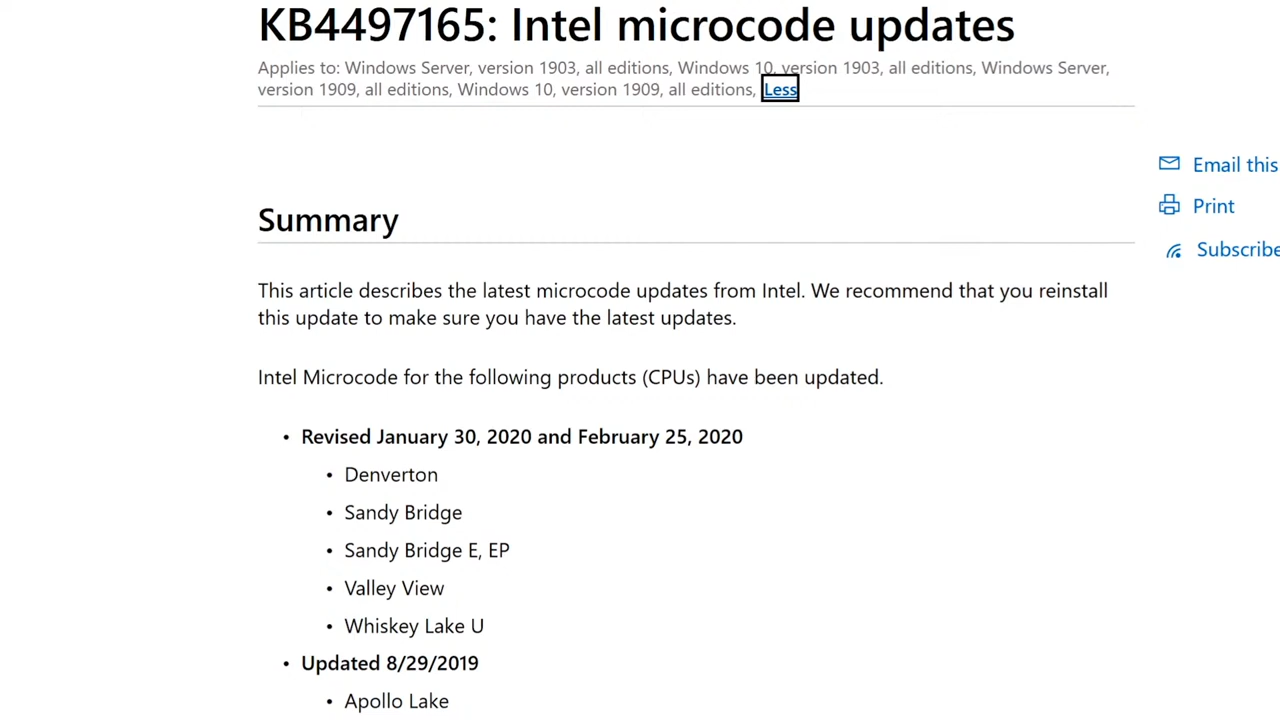 KB4497165: Intel microcode updates
Applies to: Windows Server, version 1903, all editions, Windows 10, version 1903, all editions, Windows Server,
version 1909, all editions, Windows 10, version 1909, all editions, Less
Email this
Summary
Print
Subscribe
This article describes the latest microcode updates from Intel. We recommend that you reinstall
this update to make sure you have the latest updates.
Intel Microcode for the following products (CPUs) have been updated.
• Revised January 30, 2020 and February 25, 2020
• Denverton
• Sandy Bridge
• Sandy Bridge E, EP
• Valley View
• Whiskey Lake U
• Updated 8/29/2019
• Apollo Lake